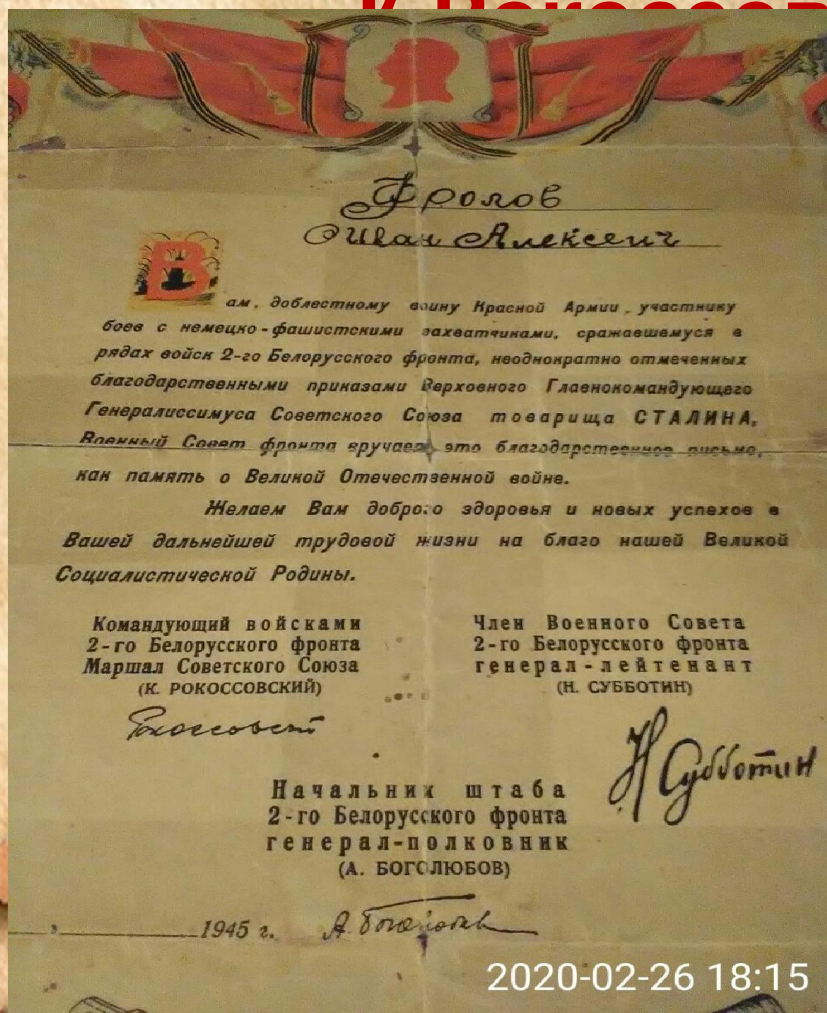 Фролов
Иван Алексеич
Вам, доблестному воину Красной Армии, участнику
боев с немецко-фашистскими захватчиками, сражавшемуся в
рядах войск 2-го Белорусского фронта, неоднократно отмеченных
благодарственными приказами Верховного Главнокомандующего
Генералиссимуса Советского Союза товарища СТАЛИНА,
Военный Совет фронта вручает это благодарственное письмо,
как память о Великой Отечественной войне.
Желаем Вам доброго здоровья и новых успехов в
Вашей дальнейшей трудовой жизни на благо нашей Великой
Социалистической Родины.
Командующий войсками
2-го Белорусского фронта
Маршал Советского Союза
(К. РОКОССОВСКИЙ)
Рокоссовский
Член Военного Совета
2-го Белорусского фронта
генерал-лейтенант
(Н. СУББОТИН)
Н Субботин
Начальник штаба
2-го Белорусского фронта
генерал-полковник
(А. БОГОЛЮБОВ)
А. Боголюбов
1945 г.
2020-02-26 18:15